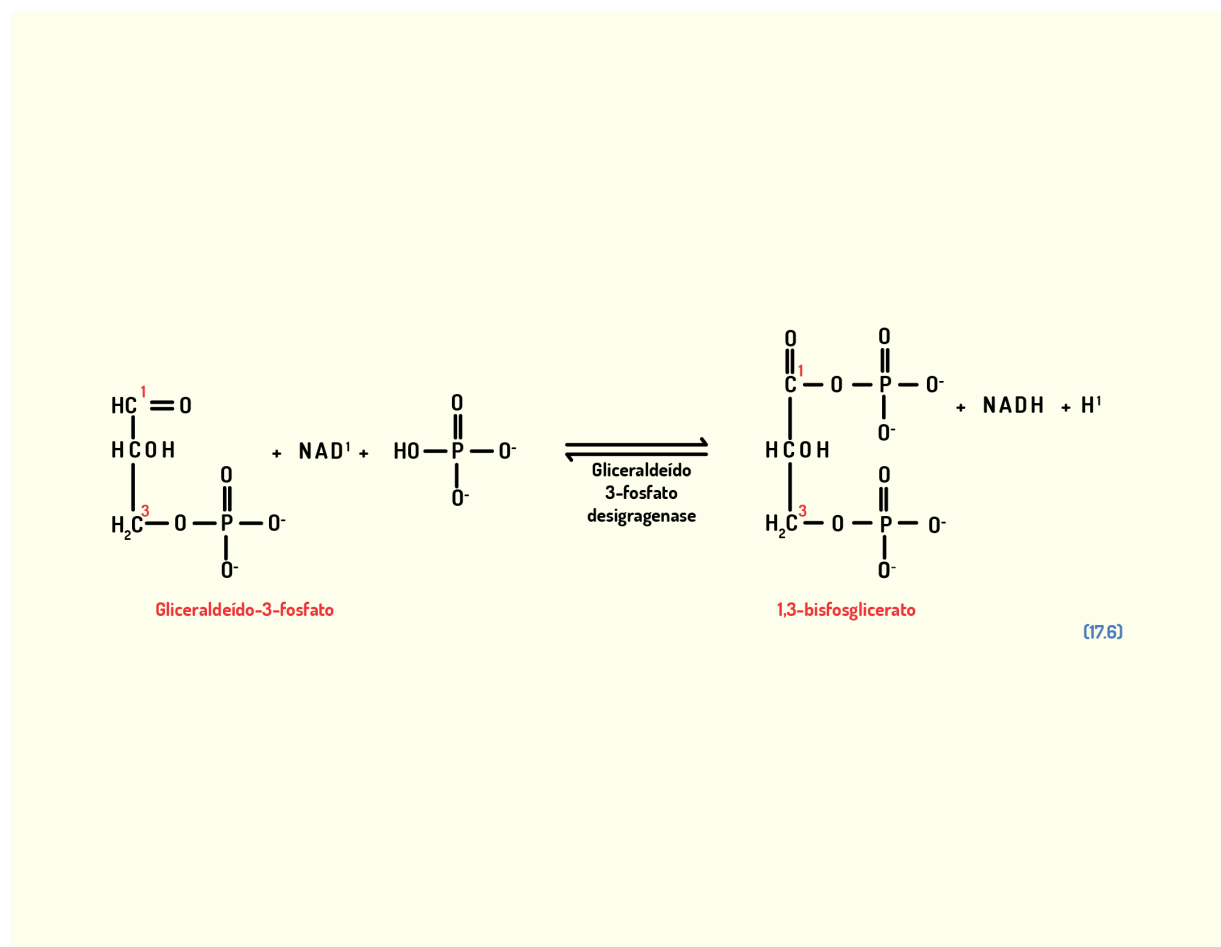 O O
HC 1 O O C 1 O P O-
+ NADH + H1
O-
HCOH + NAD1 + HO P O- HCOH
O-
Gliceraldeído
3-fosfato
desigragenase
O O
H2C 3 O P O- H2C 3 O P O-
O- O-
Gliceraldeído-3-fosfato 1,3-bisfosglicerato
(17.6)